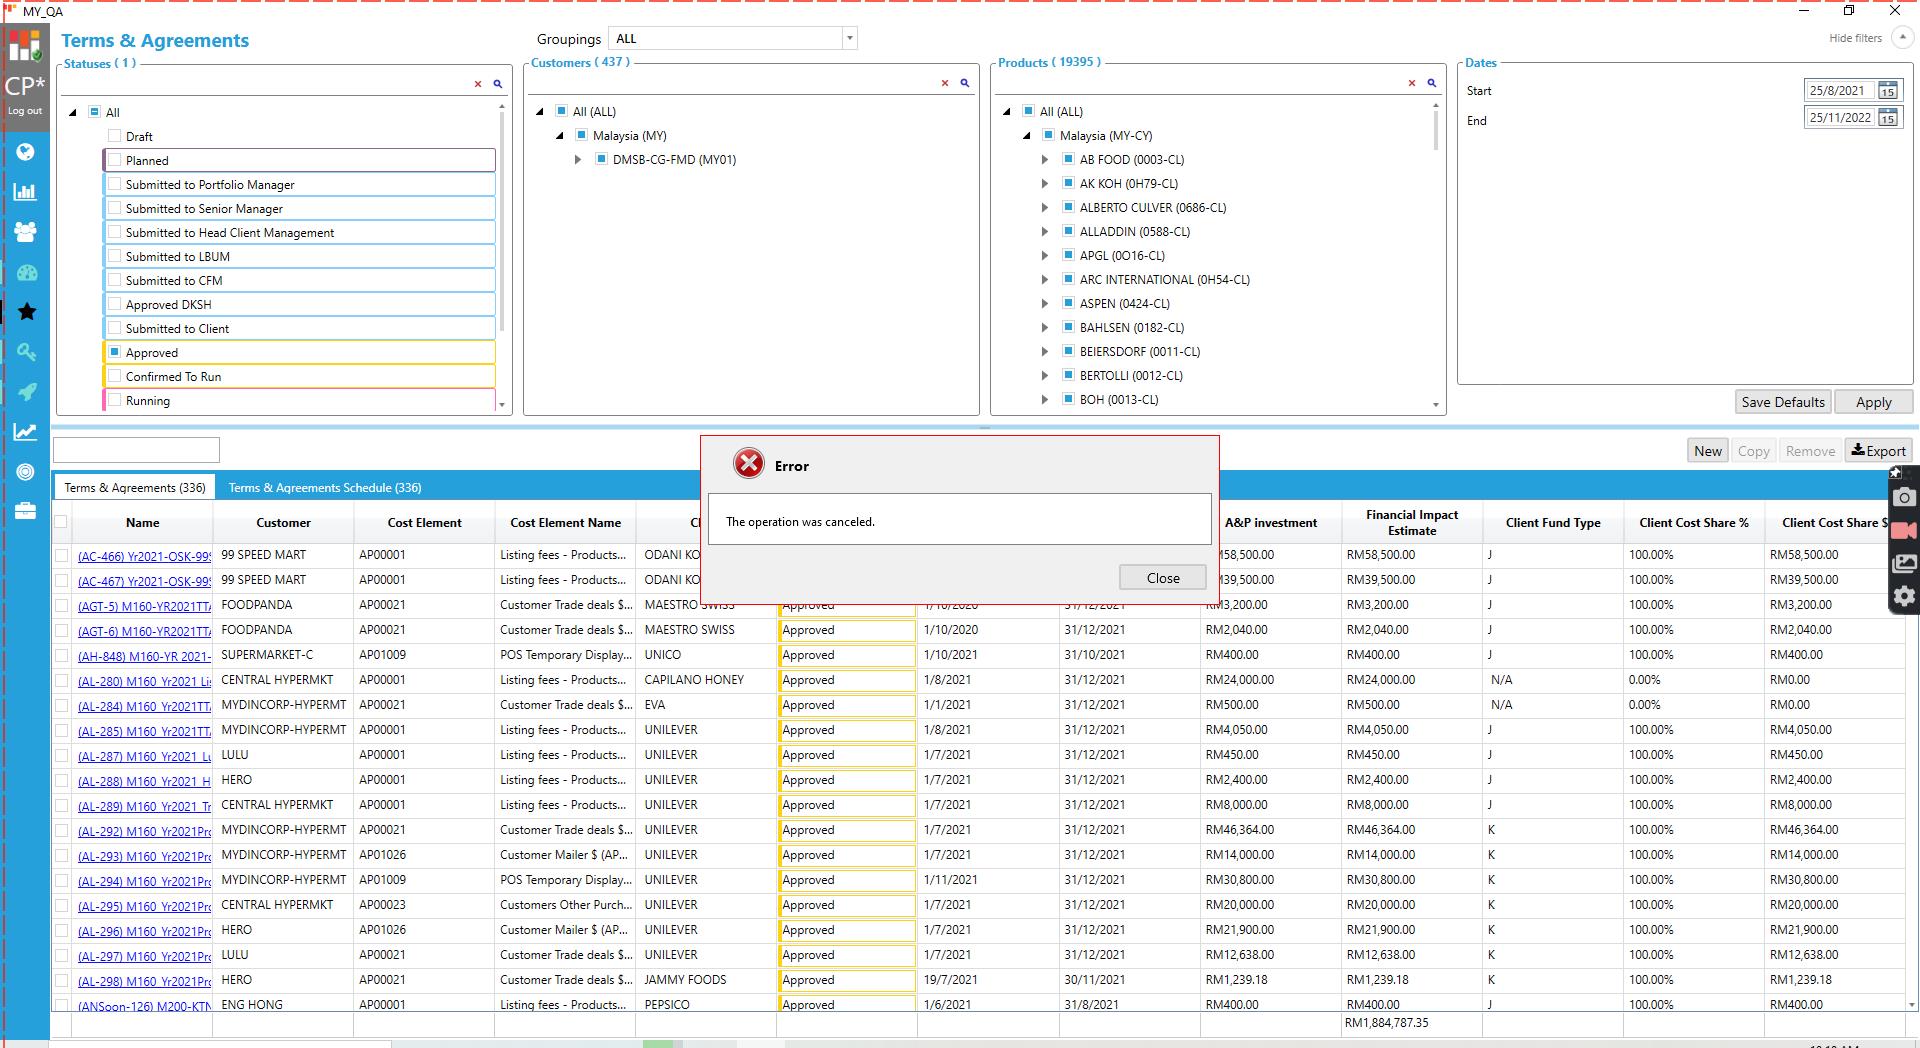 MY_QA
Terms & Agreements
Groupings ALL
Hide filters
CP*
Log out
Statuses ( 1 )
All
Draft
Planned
Submitted to Portfolio Manager
Submitted to Senior Manager
Submitted to Head Client Management
Submitted to LBUM
Submitted to CFM
Approved DKSH
Submitted to Client
Approved
Confirmed To Run
Running
Customers ( 437 )
All (ALL)
Malaysia (MY)
DMSB-CG-FMD (MY01)
Products ( 19395 )
All (ALL)
Malaysia (MY-CY)
AB FOOD (0003-CL)
AK KOH (0H79-CL)
ALBERTO CULVER (0686-CL)
ALLADDIN (0588-CL)
APGL (0O16-CL)
ARC INTERNATIONAL (0H54-CL)
ASPEN (0424-CL)
BAHLSEN (0182-CL)
BEIERSDORF (0011-CL)
BERTOLLI (0012-CL)
BOH (0013-CL)
Dates
Start 25/8/2021 15
End 25/11/2022 15
Save Defaults Apply
New Copy Remove Export
Error
The operation was canceled.
Close
Terms & Agreements (336) Terms & Agreements Schedule (336)
Name Customer Cost Element Cost Element Name A&P investment Financial Impact Estimate Client Fund Type Client Cost Share % Client Cost Share $
(AC-466) Yr2021-OSK-99S 99 SPEED MART AP00001 Listing fees - Products... ODANI KO 58,500.00 RM58,500.00 J 100.00% RM58,500.00
(AC-467) Yr2021-OSK-99S 99 SPEED MART AP00001 Listing fees - Products... ODANI KO 39,500.00 RM39,500.00 J 100.00% RM39,500.00
(AGT-5) M160-YR2021TTA FOODPANDA AP00021 Customer Trade deals $... MAESTRO SWISS Approved 1/10/2020 31/12/2021 RM3,200.00 RM3,200.00 J 100.00% RM3,200.00
(AGT-6) M160-YR2021TTA FOODPANDA AP00021 Customer Trade deals $... MAESTRO SWISS Approved 1/10/2020 31/12/2021 RM2,040.00 RM2,040.00 J 100.00% RM2,040.00
(AH-848) M160-YR 2021- SUPERMARKET-C AP01009 POS Temporary Display... UNICO Approved 1/10/2021 31/10/2021 RM400.00 RM400.00 J 100.00% RM400.00
(AL-280) M160 Yr2021 Li CENTRAL HYPERMKT AP00001 Listing fees - Products... CAPILANO HONEY Approved 1/8/2021 31/12/2021 RM24,000.00 RM24,000.00 N/A 0.00% RM0.00
(AL-284) M160 Yr2021TT MYDINCORP-HYPERMT AP00021 Customer Trade deals $... EVA Approved 1/1/2021 31/12/2021 RM500.00 RM500.00 N/A 0.00% RM0.00
(AL-285) M160 Yr2021TT MYDINCORP-HYPERMT AP00001 Listing fees - Products... UNILEVER Approved 1/8/2021 31/12/2021 RM4,050.00 RM4,050.00 J 100.00% RM4,050.00
(AL-287) M160 Yr2021 Lu LULU AP00001 Listing fees - Products... UNILEVER Approved 1/7/2021 31/12/2021 RM450.00 RM450.00 J 100.00% RM450.00
(AL-288) M160 Yr2021 H HERO AP00001 Listing fees - Products... UNILEVER Approved 1/7/2021 31/12/2021 RM2,400.00 RM2,400.00 J 100.00% RM2,400.00
(AL-289) M160 Yr2021 Tr CENTRAL HYPERMKT AP00001 Listing fees - Products... UNILEVER Approved 1/7/2021 31/12/2021 RM8,000.00 RM8,000.00 J 100.00% RM8,000.00
(AL-292) M160 Yr2021Pro MYDINCORP-HYPERMT AP00021 Customer Trade deals $... UNILEVER Approved 1/7/2021 31/12/2021 RM46,364.00 RM46,364.00 K 100.00% RM46,364.00
(AL-293) M160 Yr2021Pro MYDINCORP-HYPERMT AP01026 Customer Mailer $ (AP... UNILEVER Approved 1/7/2021 31/12/2021 RM14,000.00 RM14,000.00 K 100.00% RM14,000.00
(AL-294) M160 Yr2021Pro MYDINCORP-HYPERMT AP01009 POS Temporary Display... UNILEVER Approved 1/11/2021 31/12/2021 RM30,800.00 RM30,800.00 K 100.00% RM30,800.00
(AL-295) M160 Yr2021Pro CENTRAL HYPERMKT AP00023 Customers Other Purch... UNILEVER Approved 1/7/2021 31/12/2021 RM20,000.00 RM20,000.00 K 100.00% RM20,000.00
(AL-296) M160 Yr2021Pro HERO AP01026 Customer Mailer $ (AP... UNILEVER Approved 1/7/2021 31/12/2021 RM21,900.00 RM21,900.00 K 100.00% RM21,900.00
(AL-297) M160 Yr2021Pro LULU AP00021 Customer Trade deals $... UNILEVER Approved 1/7/2021 31/12/2021 RM12,638.00 RM12,638.00 K 100.00% RM12,638.00
(AL-298) M160 Yr2021Pro HERO AP00021 Customer Trade deals $... JAMMY FOODS Approved 19/7/2021 30/11/2021 RM1,239.18 RM1,239.18 K 100.00% RM1,239.18
(ANSoon-126) M200-KTN ENG HONG AP00001 Listing fees - Products... PEPSICO Approved 1/6/2021 31/8/2021 RM400.00 RM400.00 J 100.00% RM400.00
RM1,884,787.35